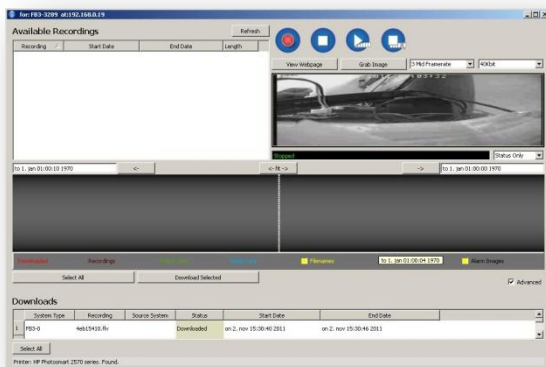 for: FB3-3209 at:192.168.0.19
Available Recordings
Refresh
Recording Start Date End Date Length
View Webpage Grab Image 3 Mid Framerate 40Kbit
Stopped Status Only
to 1. jan 01:00:10 1970 <- <- fit -> -> to 1. jan 01:00:00 1970
Downloaded Recordings Filenames to 1. jan 01:00:04 1970 Alarm Images
Select All Download Selected
Advanced
Downloads
System Type Recording Source System Status Start Date End Date
1 FB3-0 4eb15410.flv Downloaded on 2. nov 15:30:40 2011 on 2. nov 15:30:46 2011
Select All
Printer: HP Photosmart 2570 series. Found.